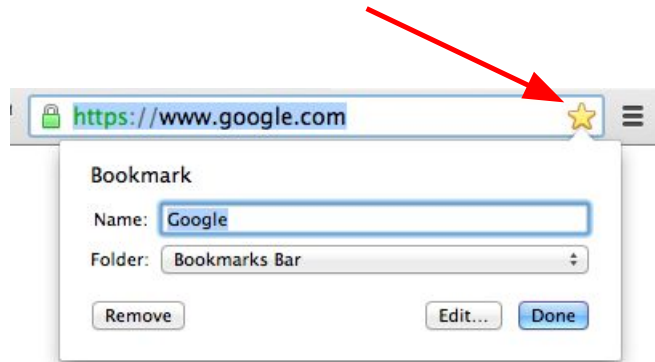 https://www.google.com
Bookmark
Name: Google
Folder: Bookmarks Bar
Remove Edit... Done